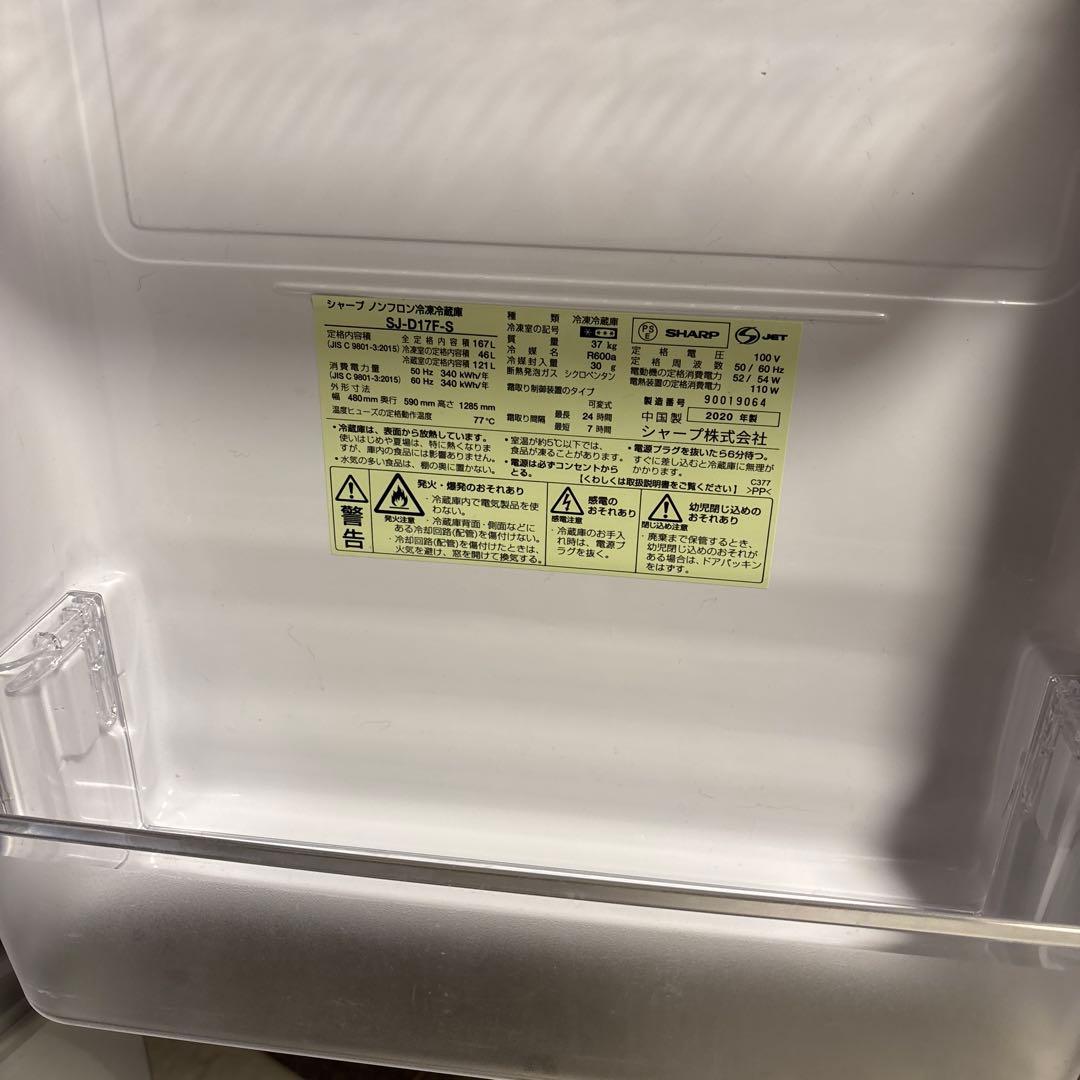 シャープ ノンフロン冷凍冷蔵庫
SJ-D17F-S
定格内容積
(JIS C 9801-3:2015)
全定格内容積 167L
冷凍室の定格内容積 46L
冷蔵室の定格内容積 121L
消費電力量
(JIS C 9801-3:2015)
50 Hz 340 kWh/年
60 Hz 340 kWh/年
外形寸法
幅 480mm 奥行 590mm 高さ 1285mm
温度ヒューズの定格動作温度 77℃
種類 冷凍冷蔵庫
冷凍室の記号
質量 37 kg
冷媒名 R600a
冷媒封入量 30 g
断熱発泡ガス シクロペンタン
霜取り制御装置のタイプ
可変式
霜取り間隔 最長 24 時間
最短 7 時間
PS
E
SHARP
JET
定格電圧 100 V
定格周波数 50 / 60 Hz
電動機の定格消費電力 52 / 54 W
電熱装置の定格消費電力 110 W
製造番号 90019064
中国製 2020 年製
シャープ株式会社
・冷蔵庫は、表面から放熱しています。
使いはじめや夏場は、特に熱くなりま
すが、庫内の食品には影響ありません。
・水気の多い食品は、棚の奥に置かない。
・室温が約5℃以下では、
食品が凍ることがあります。
・電源は必ずコンセントから
とる。
・電源プラグを抜いたら6分待つ。
すぐに差し込むと冷蔵庫に無理が
かかります。
【くわしくは取扱説明書をご覧ください】
C377
>PP<
警告
発火・爆発のおそれあり
発火注意
・冷蔵庫内で電気製品を使
わない。
・冷蔵庫背面・側面などに
ある冷却回路(配管)を傷付けない。
・冷却回路(配管)を傷付けたときは、
火気を避け、窓を開けて換気する。
感電の
おそれあり
感電注意
・冷蔵庫のお手入
れ時は、電源プ
ラグを抜く。
幼児閉じ込めの
おそれあり
閉じ込め注意
・廃棄まで保管するとき、
幼児閉じ込めのおそれが
ある場合は、ドアパッキン
をはずす。